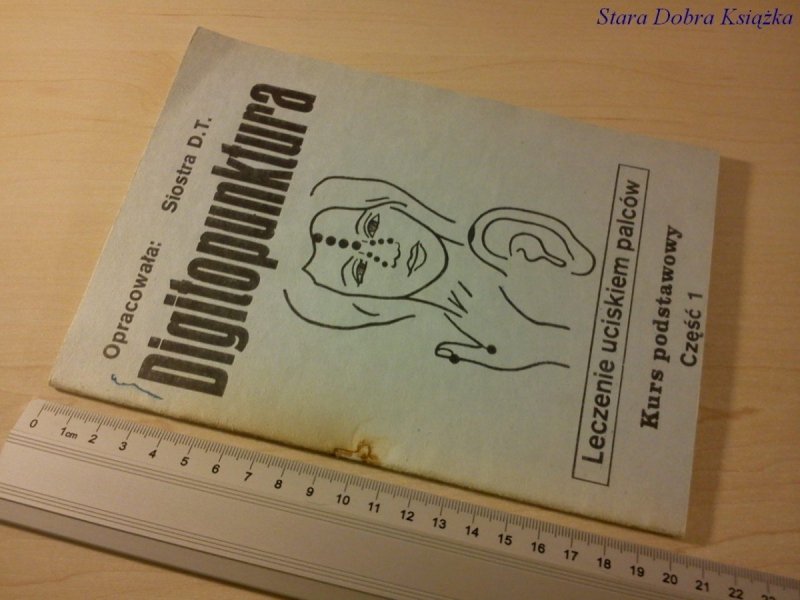 Stara Dobra Książka
Opracowała: Siostra D.T.
Digitopunktura
Leczenie uciskiem palców
Kurs podstawowy
Część 1
0 1cm 2 3 4 5 6 7 8 9 10 11 12 13 14 15 16 17 18 19 20 21 22